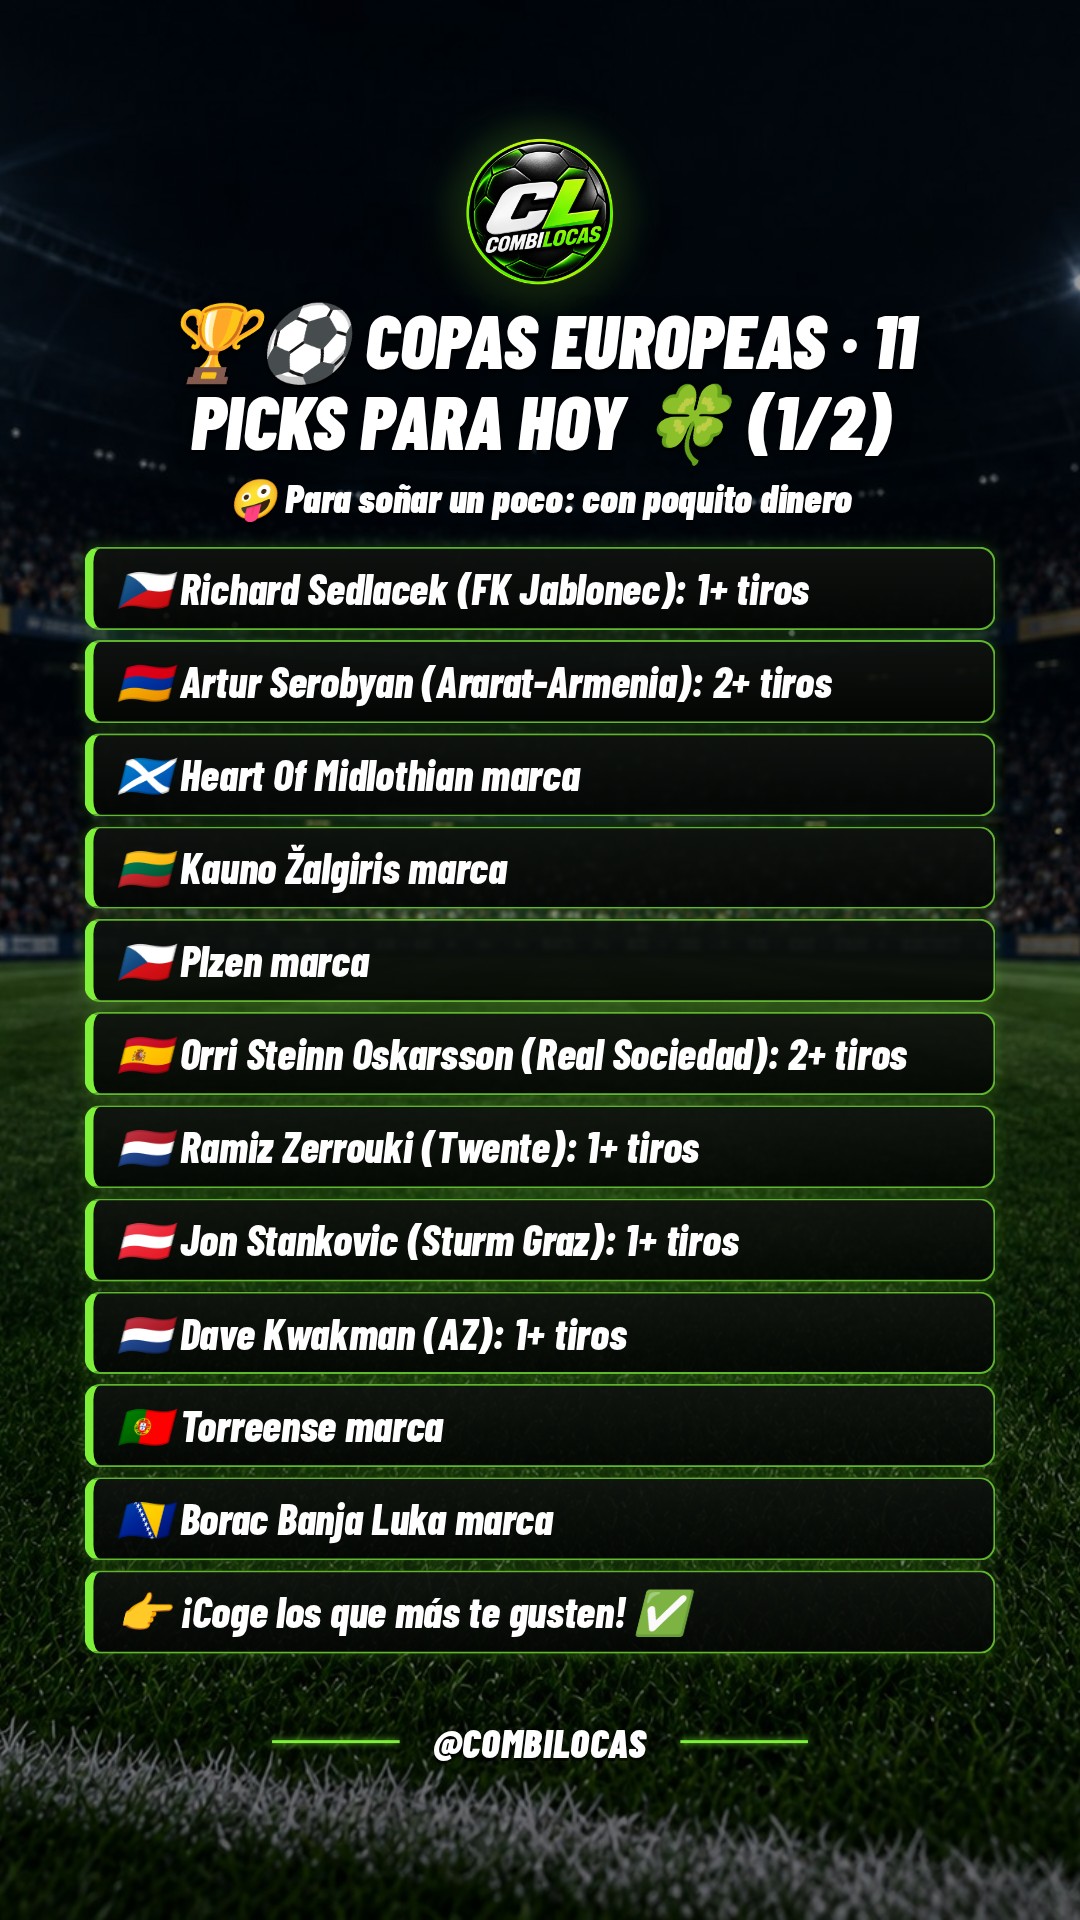 CL
COMBILOCAS
🏆⚽ COPAS EUROPEAS · 11
PICKS PARA HOY 🍀 (1/2)
🤪 Para soñar un poco: con poquito dinero
🇨🇿 Richard Sedlacek (FK Jablonec): 1+ tiros
🇦🇲 Artur Serobyan (Ararat-Armenia): 2+ tiros
🏴󠁧󠁢󠁳󠁣󠁴󠁿 Heart Of Midlothian marca
🇱🇹 Kauno Žalgiris marca
🇨🇿 Plzen marca
🇪🇸 Orri Steinn Oskarsson (Real Sociedad): 2+ tiros
🇳🇱 Ramiz Zerrouki (Twente): 1+ tiros
🇦🇹 Jon Stankovic (Sturm Graz): 1+ tiros
🇳🇱 Dave Kwakman (AZ): 1+ tiros
🇵🇹 Torreense marca
🇧🇦 Borac Banja Luka marca
👉 ¡Coge los que más te gusten! ✅
@COMBILOCAS